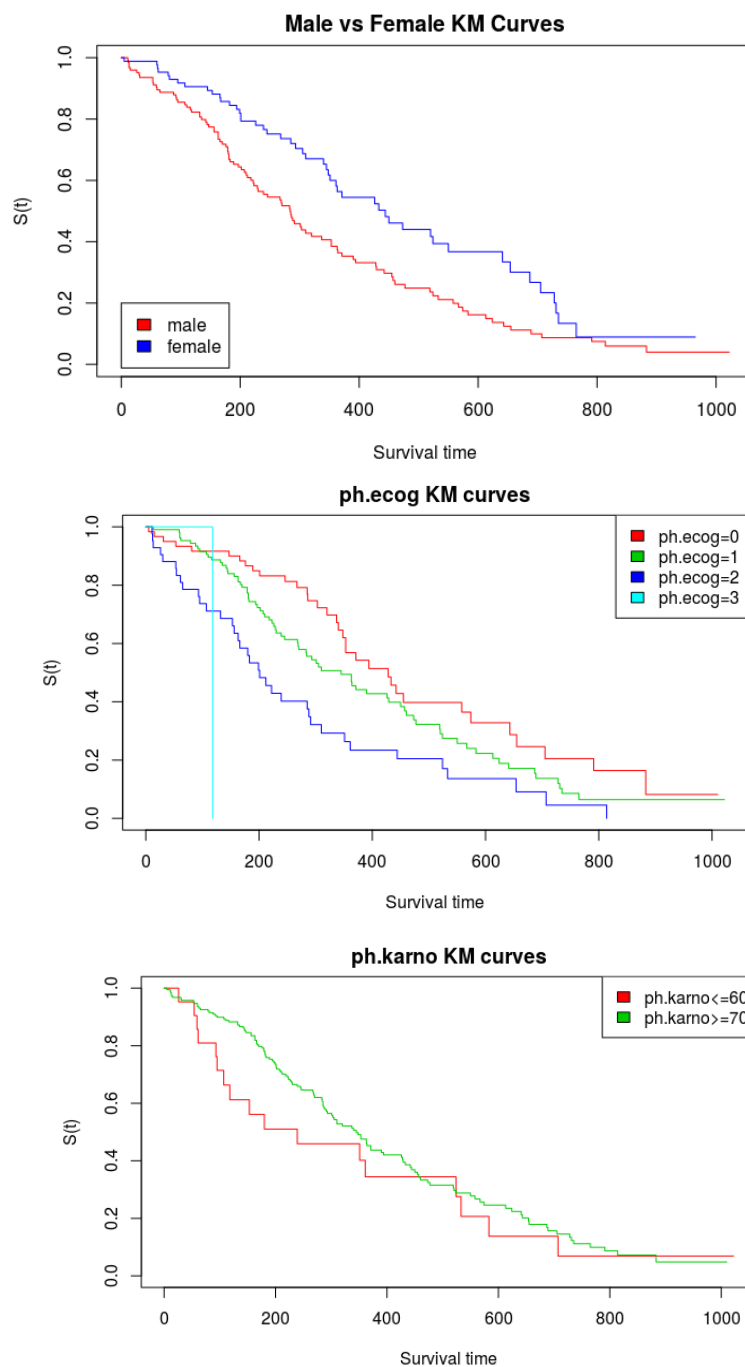 Male vs Female KM Curves
S(t)
1.0
0.8
0.6
0.4
0.2
0.0
male
female
0 200 400 600 800 1000
Survival time
ph.ecog KM curves
S(t)
1.0
0.8
0.6
0.4
0.2
0.0
ph.ecog=0
ph.ecog=1
ph.ecog=2
ph.ecog=3
0 200 400 600 800 1000
Survival time
ph.karno KM curves
S(t)
1.0
0.8
0.6
0.4
0.2
0.0
ph.karno<=60
ph.karno>=70
0 200 400 600 800 1000
Survival time